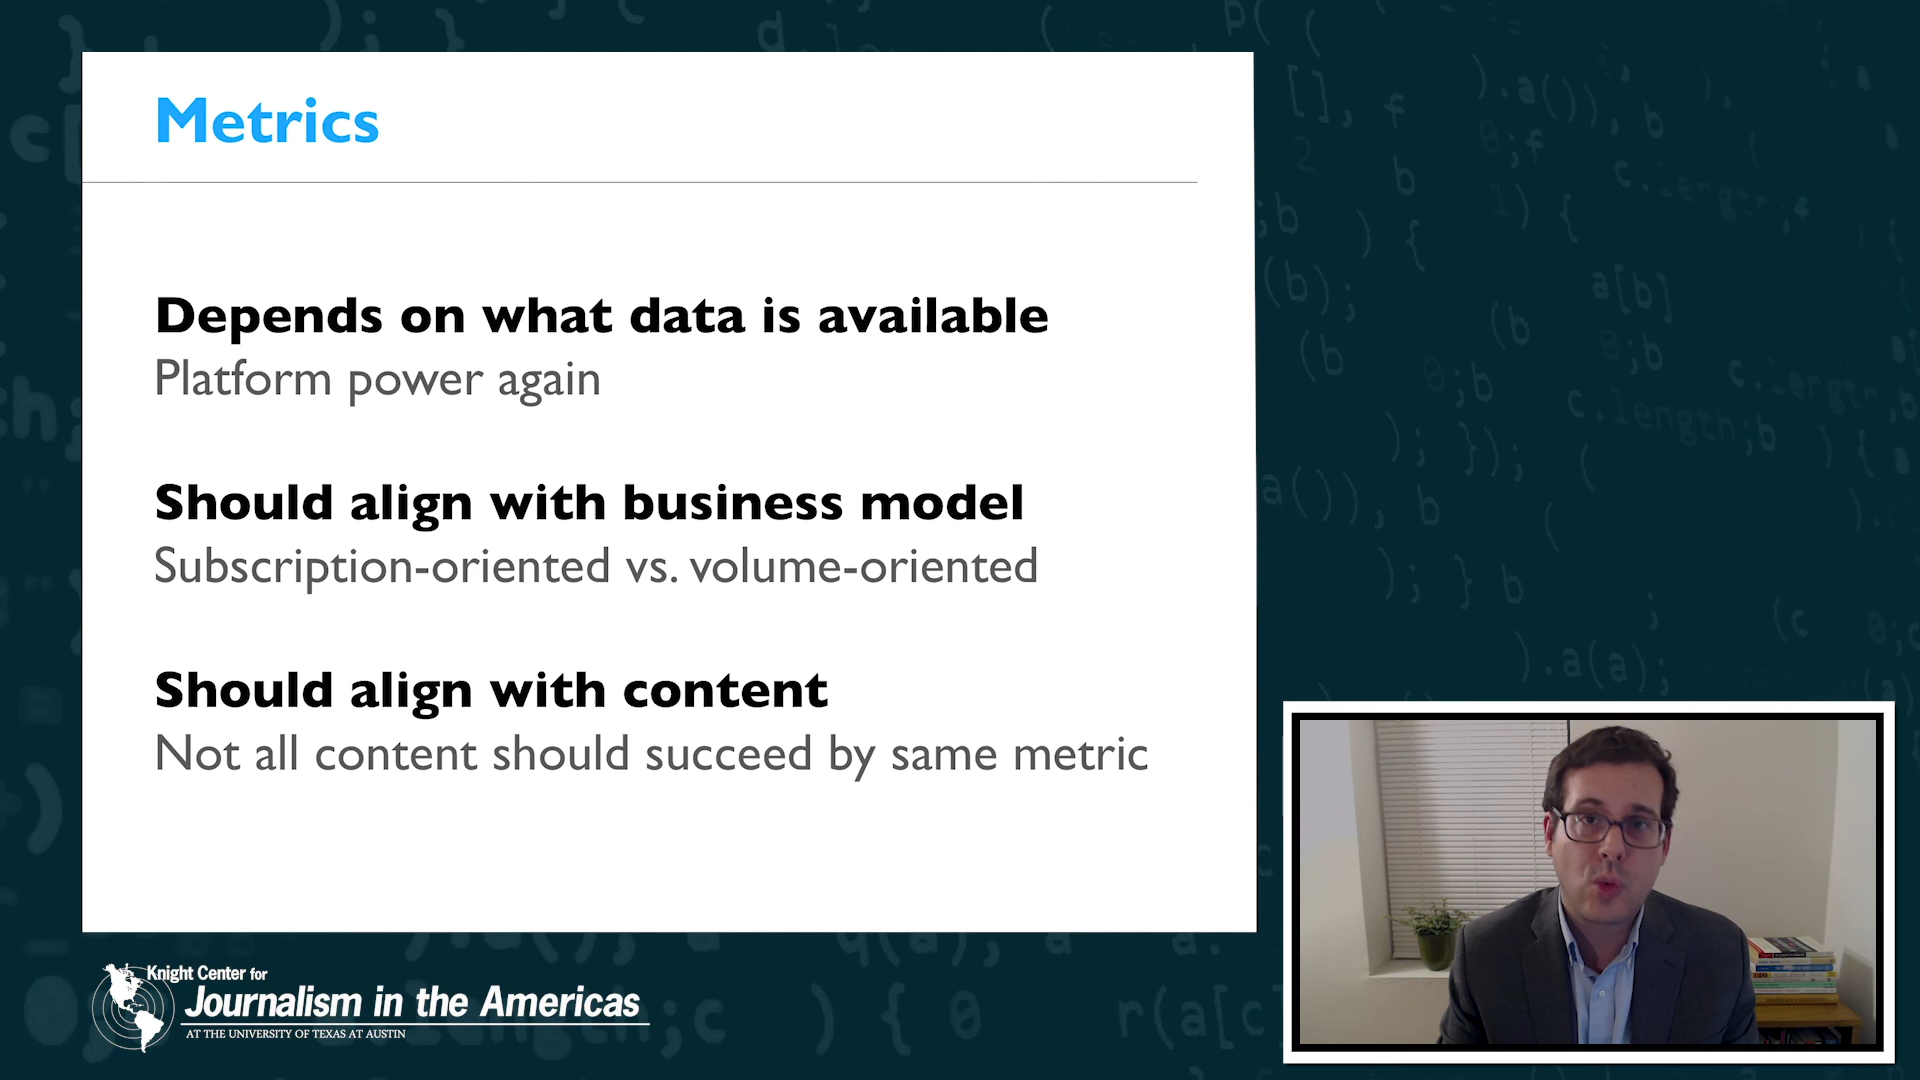 Metrics
Depends on what data is available
Platform power again
Should align with business model
Subscription-oriented vs. volume-oriented
Should align with content
Not all content should succeed by same metric
Knight Center for
Journalism in the Americas
AT THE UNIVERSITY OF TEXAS AT AUSTIN